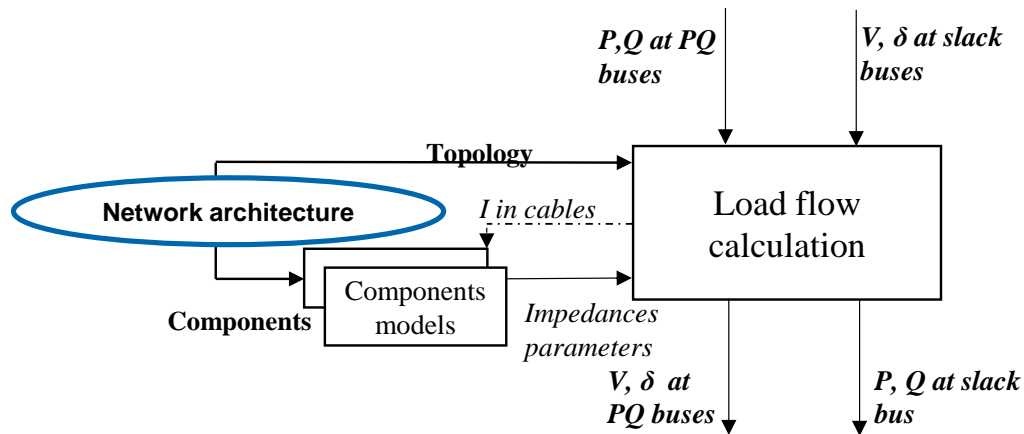 P,Q at PQ
buses
V, δ at slack
buses
Topology
Network architecture
I in cables
Load flow
calculation
Components
models
Components
Impedances
parameters
V, δ at
PQ buses
P, Q at slack
bus